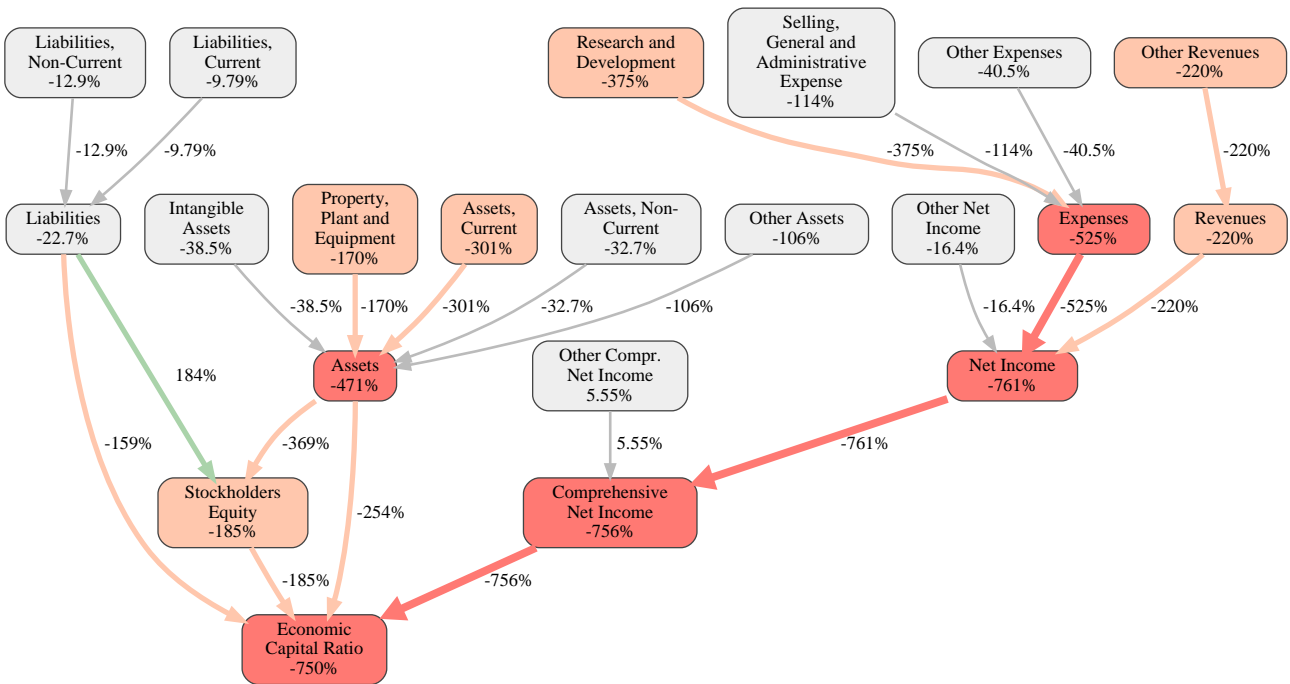 Liabilities,
Non-Current
-12.9%
Liabilities,
Current
-9.79%
Research and
Development
-375%
Selling,
General and
Administrative
Expense
-114%
Other Expenses
-40.5%
Other Revenues
-220%
-12.9%
-9.79%
-375%
-114%
-40.5%
-220%
Liabilities
-22.7%
Intangible
Assets
-38.5%
Property,
Plant and
Equipment
-170%
Assets,
Current
-301%
Assets, Non-
Current
-32.7%
Other Assets
-106%
Other Net
Income
-16.4%
Expenses
-525%
Revenues
-220%
-38.5%
-170%
-301%
-32.7%
-106%
-16.4%
-525%
-220%
184%
Assets
-471%
Other Compr.
Net Income
5.55%
Net Income
-761%
-159%
-369%
5.55%
-761%
Stockholders
Equity
-185%
-254%
Comprehensive
Net Income
-756%
-185%
-756%
Economic
Capital Ratio
-750%